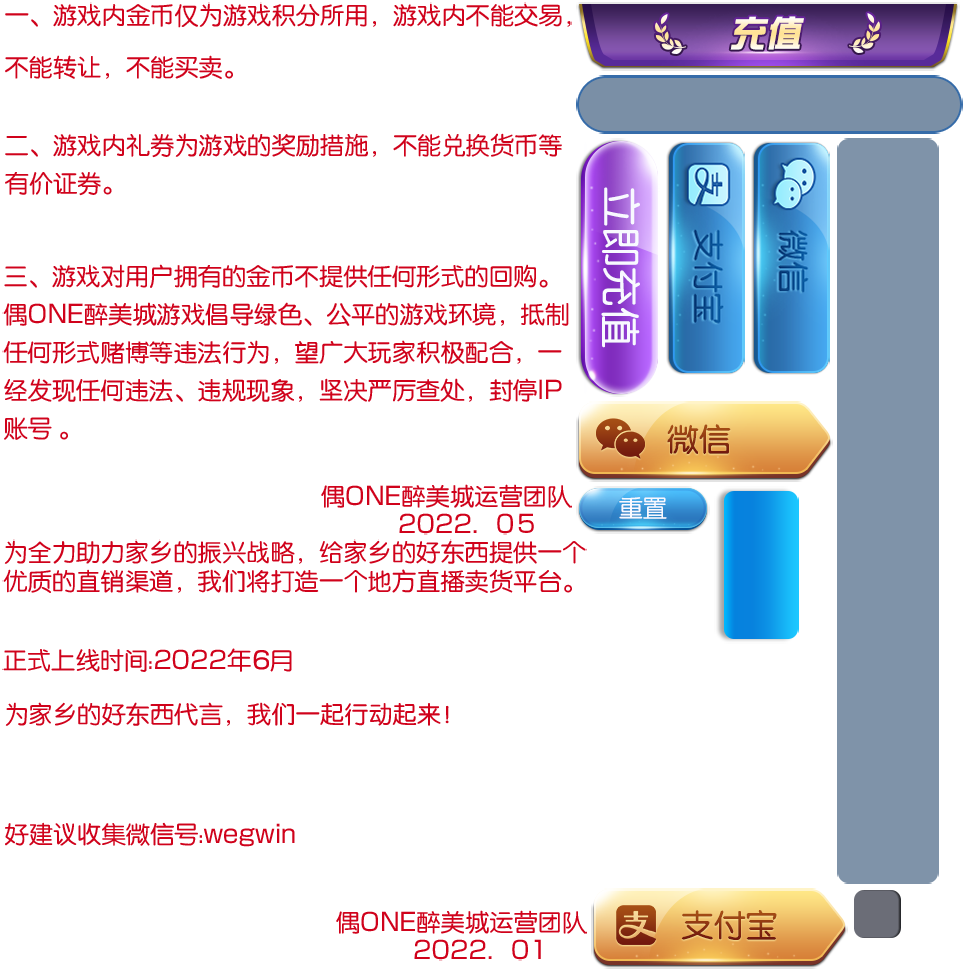 一、游戏内金币仅为游戏积分所用，游戏内不能交易，
不能转让，不能买卖。
二、游戏内礼券为游戏的奖励措施，不能兑换货币等
有价证券。
三、游戏对用户拥有的金币不提供任何形式的回购。
偶ONE醉美城游戏倡导绿色、公平的游戏环境，抵制
任何形式赌博等违法行为，望广大玩家积极配合，一
经发现任何违法、违规现象，坚决严厉查处，封停IP
账号 。
偶ONE醉美城运营团队
2022．05
为全力助力家乡的振兴战略，给家乡的好东西提供一个
优质的直销渠道，我们将打造一个地方直播卖货平台。
正式上线时间:2022年6月
为家乡的好东西代言，我们一起行动起来！
好建议收集微信号:wegwin
偶ONE醉美城运营团队
2022．01
充值
立即充值
支付宝
微信
微信
重置
支付宝